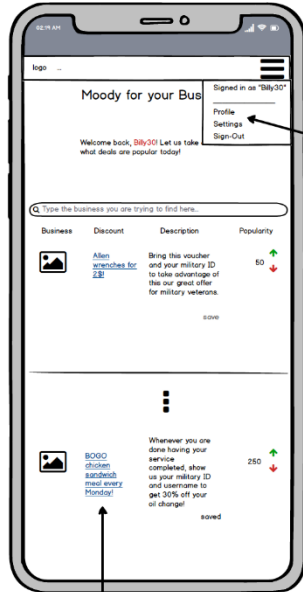 02:19 AM
logo ...
Signed in as "Billy30"
Profile
Settings
Sign-Out
Moody for your Bus
Welcome back, Billy30! Let us take
what deals are popular today!
Type the business you are trying to find here...
Business Discount Description Popularity
Allen
wrenches for
2$!
Bring this voucher
and your military ID
to take advantage of
this our great offer
for military veterans.
50
save
BOGO
chicken
sandwich
meal every
Monday!
Whenever you are
done having your
service
completed, show
us your military ID
and username to
get 30% off your
oil change!
250
saved